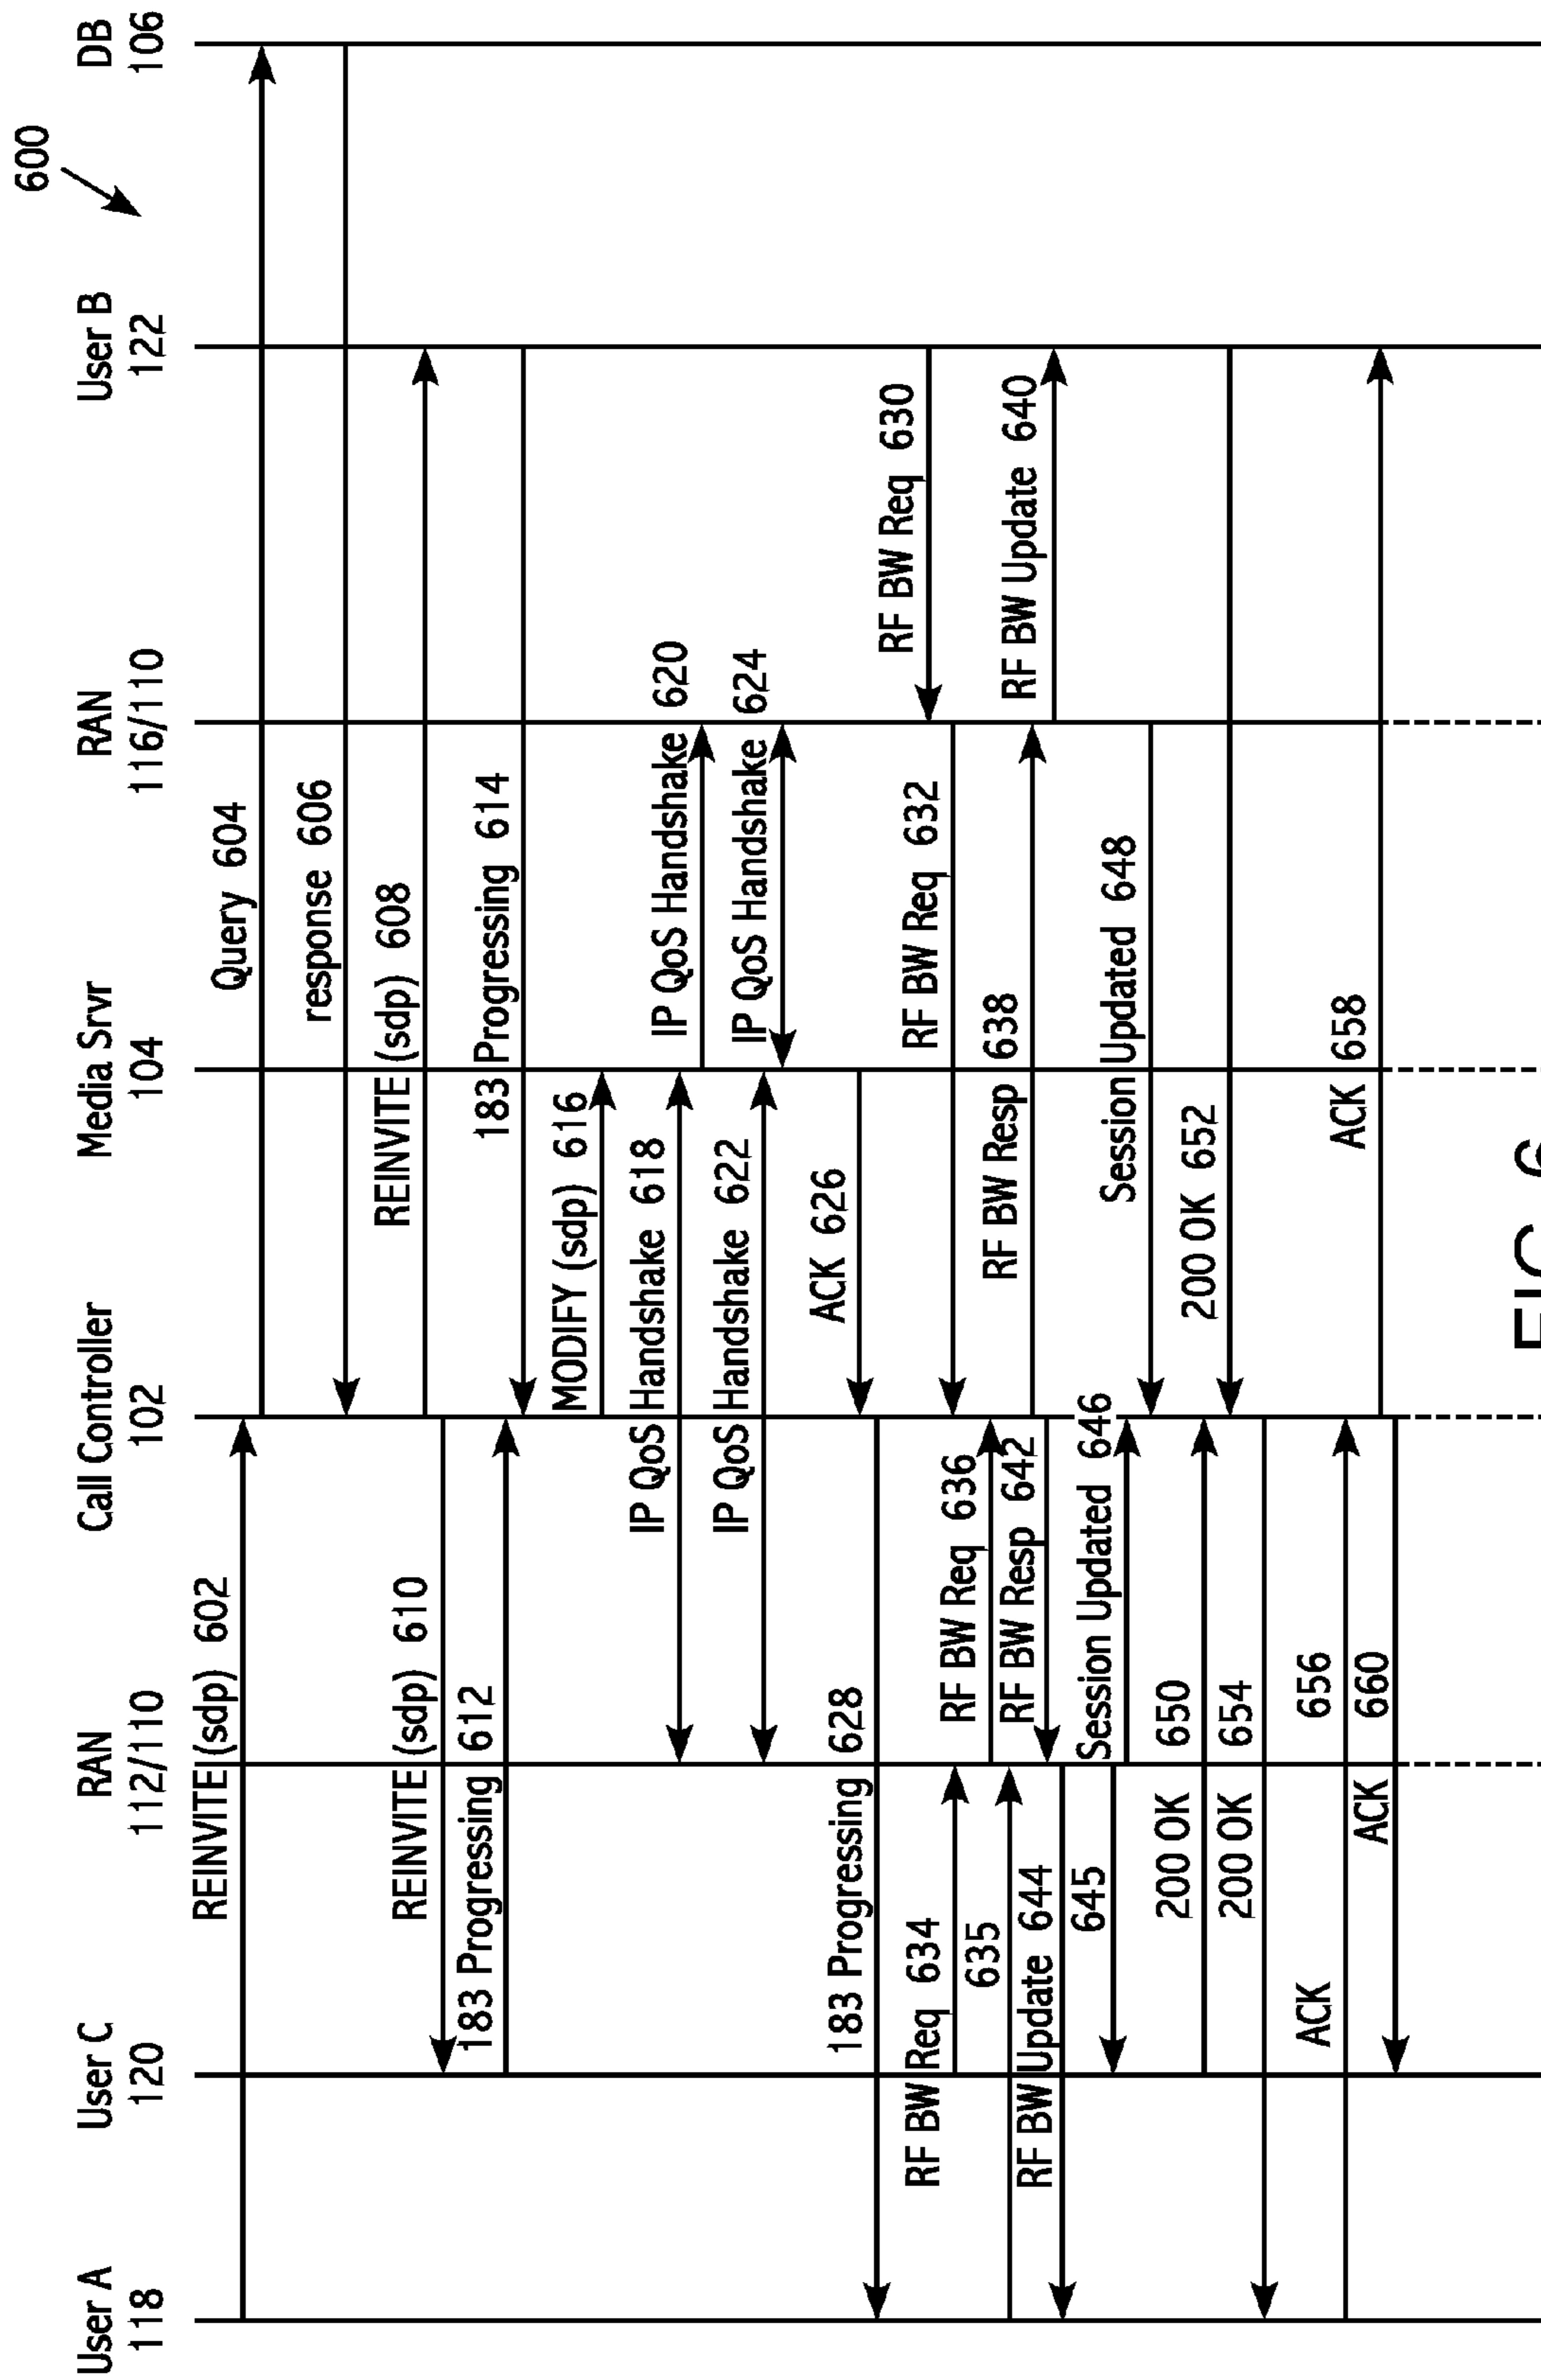 600
User A
118
User C
120
RAN
112/110
Call Controller
102
Media Srvr
104
RAN
116/110
User B
122
DB
106
REINVITE (sdp) 602
Query 604
response 606
REINVITE (sdp) 608
REINVITE (sdp) 610
183 Progressing 612
183 Progressing 614
MODIFY (sdp) 616
IP QoS Handshake 618
IP QoS Handshake 620
IP QoS Handshake 622
IP QoS Handshake 624
ACK 626
183 Progressing 628
RF BW Req 630
RF BW Req 632
RF BW Req 634
635
RF BW Req 636
RF BW Resp 638
RF BW Update 640
RF BW Resp 642
RF BW Update 644
645
Session Updated 646
Session Updated 648
200 OK 650
200 OK 652
200 OK 654
ACK 656
ACK 658
ACK 660